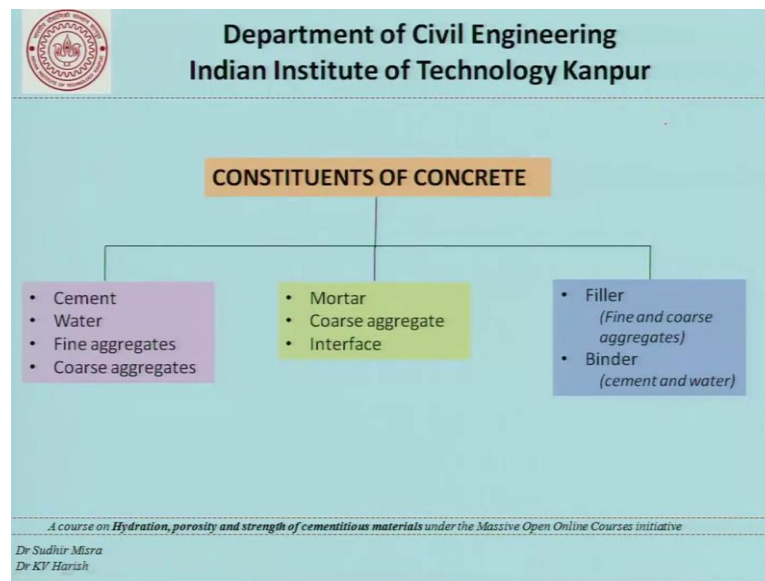 Department of Civil Engineering
Indian Institute of Technology Kanpur
CONSTITUENTS OF CONCRETE
• Cement
• Water
• Fine aggregates
• Coarse aggregates
• Mortar
• Coarse aggregate
• Interface
• Filler
(Fine and coarse
aggregates)
• Binder
(cement and water)
A course on Hydration, porosity and strength of cementitious materials under the Massive Open Online Courses initiative
Dr Sudhir Misra
Dr KV Harish